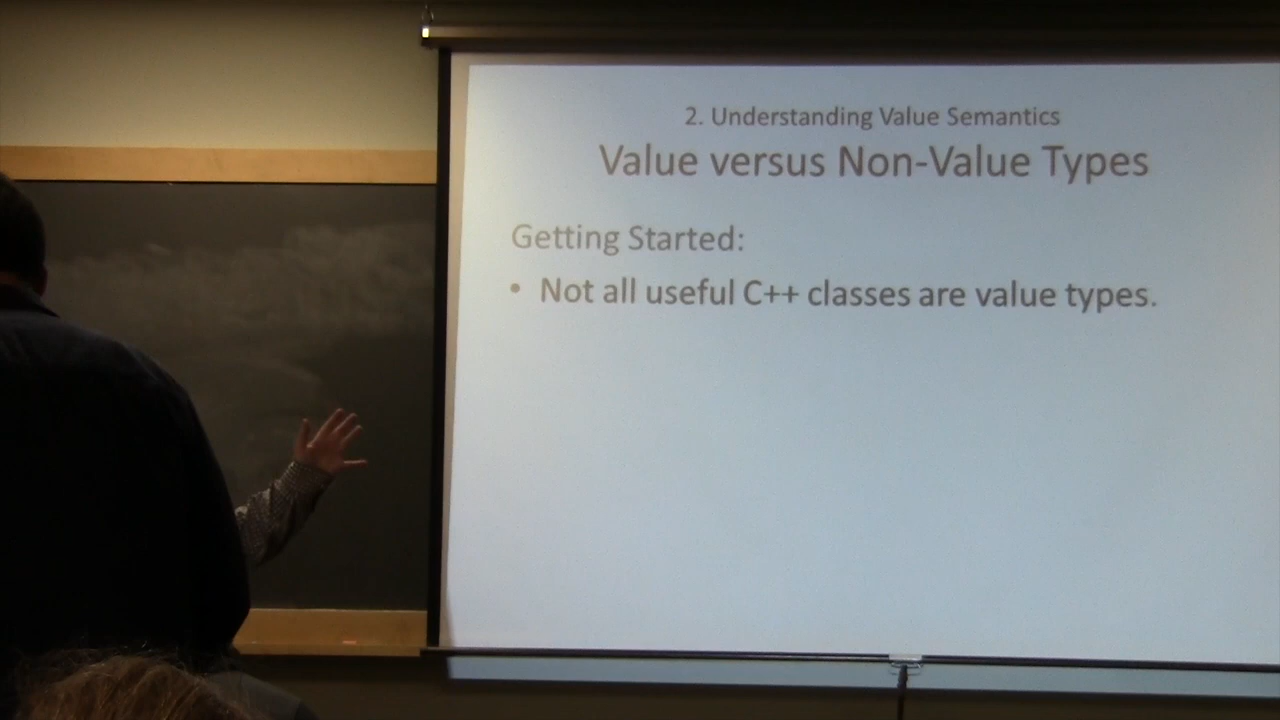 2. Understanding Value Semantics
Value versus Non-Value Types
Getting Started:
• Not all useful C++ classes are value types.